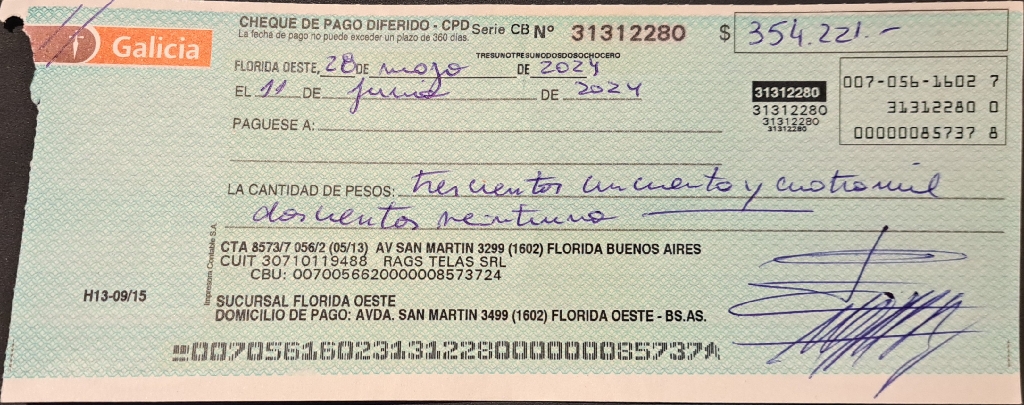 Galicia
CHEQUE DE PAGO DIFERIDO - CPD Serie CB Nº 31312280 $ 354.221.-
La fecha de pago no puede exceder un plazo de 360 días.
TRESUNOTRESUNODOSDOSOCHOCERO
FLORIDA OESTE, 28 DE mayo DE 2024
EL 11 DE junio DE 2024
007-056-1602 7
31312280 0
00000085737 8
31312280
31312280
31312280
31312280
PAGUESE A:
LA CANTIDAD DE PESOS: trescientos cincuenta y cuatro mil
doscientos veintiuno
CTA 8573/7 056/2 (05/13) AV SAN MARTIN 3299 (1602) FLORIDA BUENOS AIRES
CUIT 30710119488 RAGS TELAS SRL
CBU: 0070056620000008573724
Impresora Contable S.A
H13-09/15
SUCURSAL FLORIDA OESTE
DOMICILIO DE PAGO: AVDA. SAN MARTIN 3499 (1602) FLORIDA OESTE - BS.AS.
00705616023131228000000008573 7